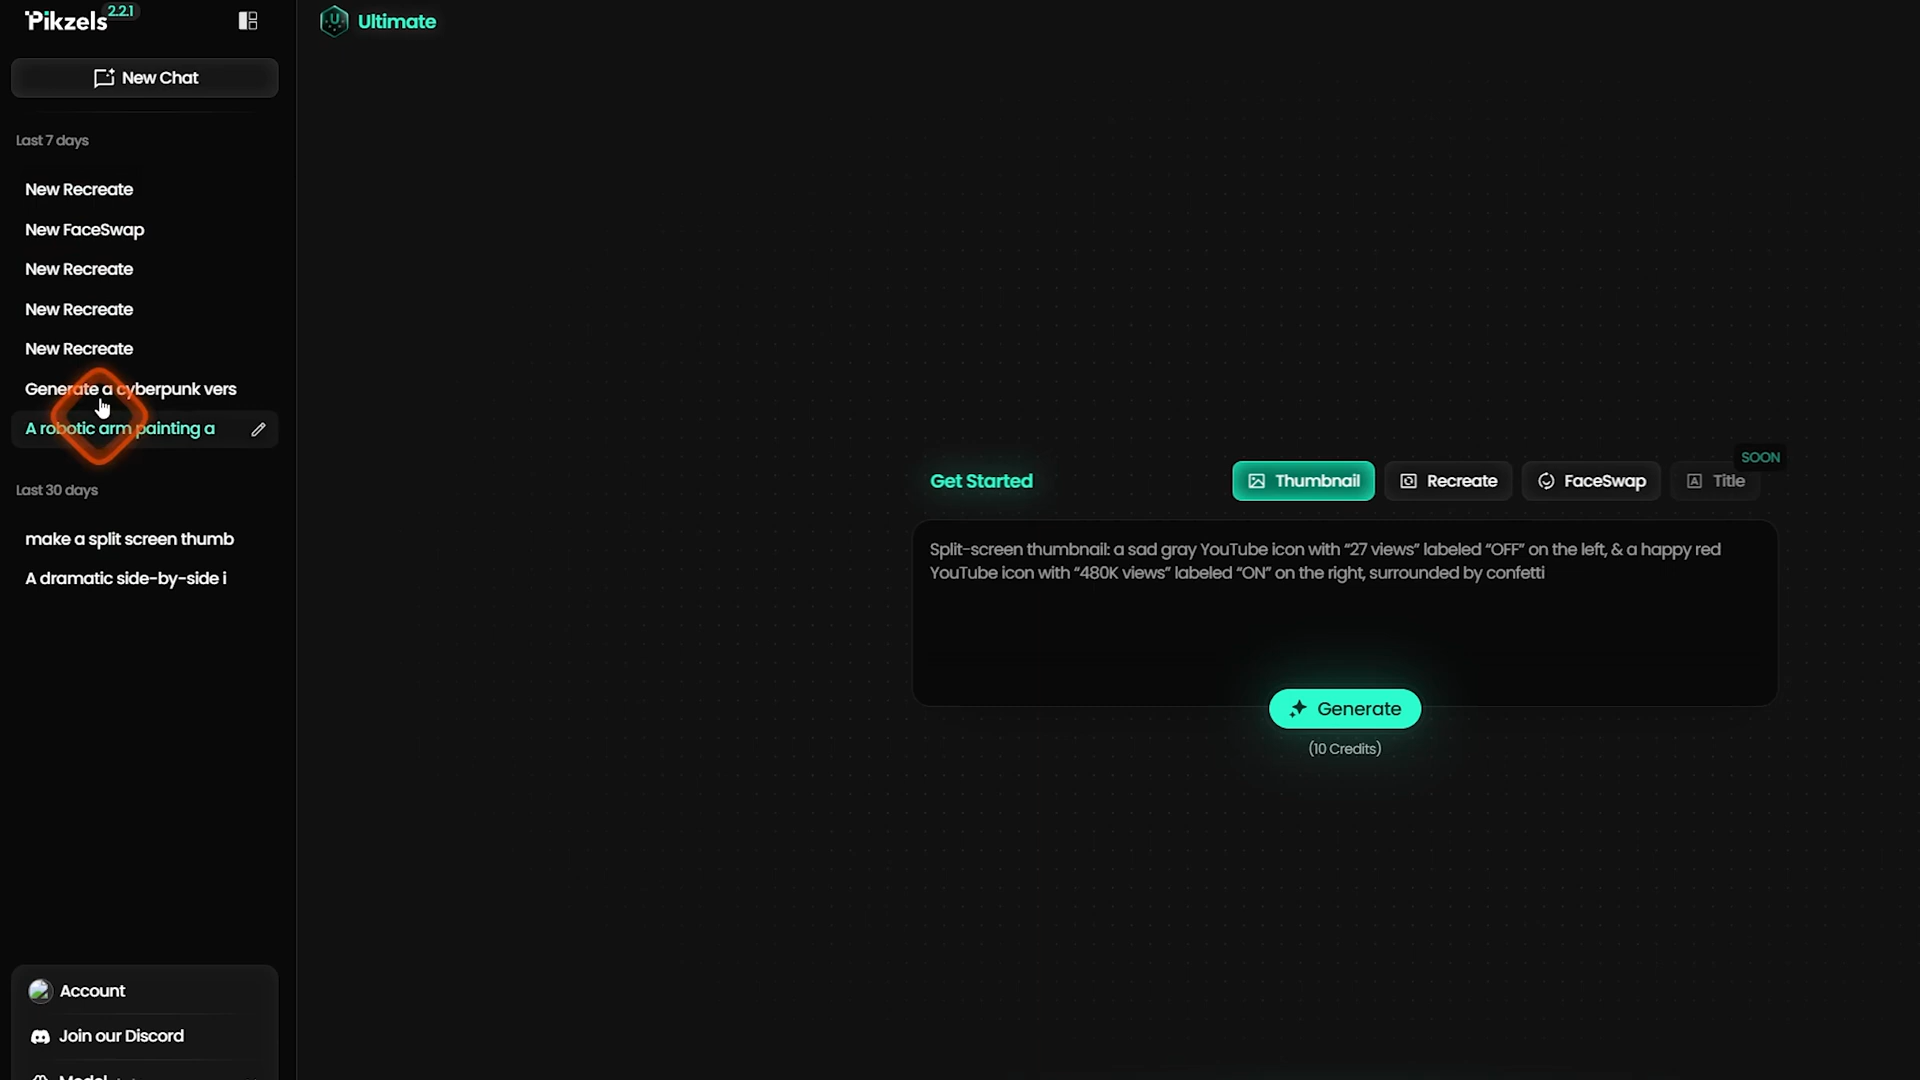 Pikzels 2.2.1
Ultimate
New Chat
Last 7 days
New Recreate
New FaceSwap
New Recreate
New Recreate
New Recreate
Generate a cyberpunk vers
A robotic arm painting a
Last 30 days
make a split screen thumb
A dramatic side-by-side i
Account
Join our Discord
Model
SOON
Get Started
Thumbnail
Recreate
FaceSwap
Title
Split-screen thumbnail: a sad gray YouTube icon with “27 views” labeled “OFF” on the left, & a happy red
YouTube icon with “480K views” labeled “ON” on the right, surrounded by confetti
Generate
(10 Credits)